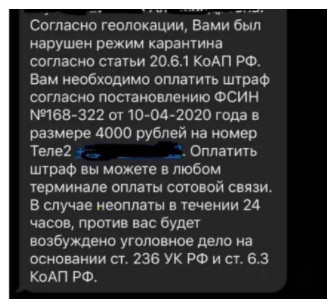 Согласно геолокации, Вами был
нарушен режим карантина
согласно статьи 20.6.1 КоАП РФ.
Вам необходимо оплатить штраф
согласно постановлению ФСИН
№168-322 от 10-04-2020 года в
размере 4000 рублей на номер
Теле2 . Оплатить
штраф вы можете в любом
терминале оплаты сотовой связи.
В случае неоплаты в течении 24
часов, против вас будет
возбуждено уголовное дело на
основании ст. 236 УК РФ и ст. 6.3
КоАП РФ.